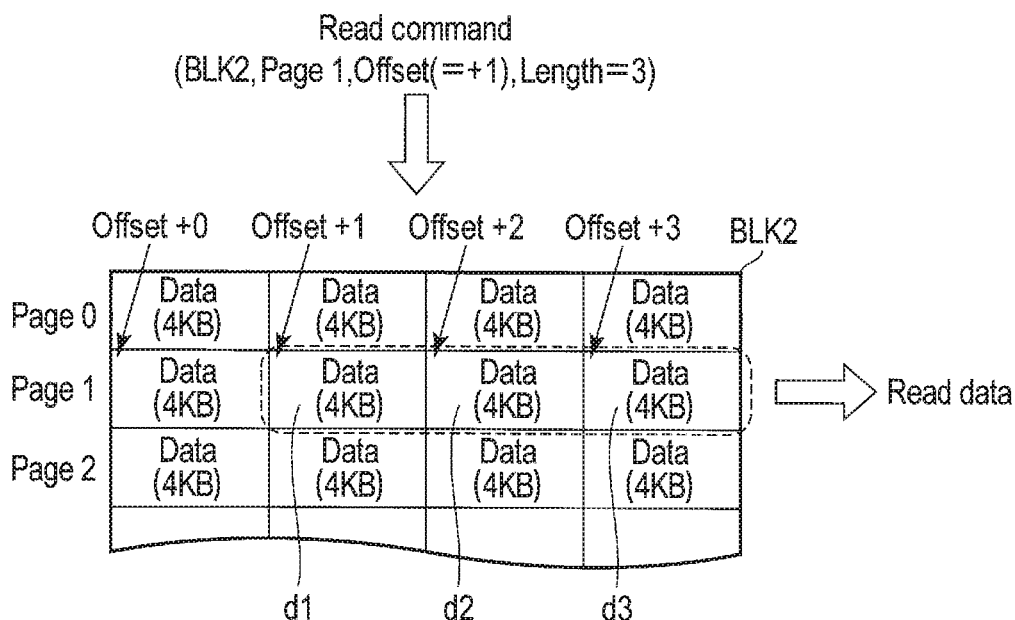 Read command
(BLK2,Page 1,Offset(=+1),Length=3)
Offset +0 Offset +1 Offset +2 Offset +3 BLK2
Page 0
Data Data Data Data
(4KB) (4KB) (4KB) (4KB)
Page 1
Data Data Data Data
(4KB) (4KB) (4KB) (4KB)
Read data
Page 2
Data Data Data Data
(4KB) (4KB) (4KB) (4KB)
d1 d2 d3